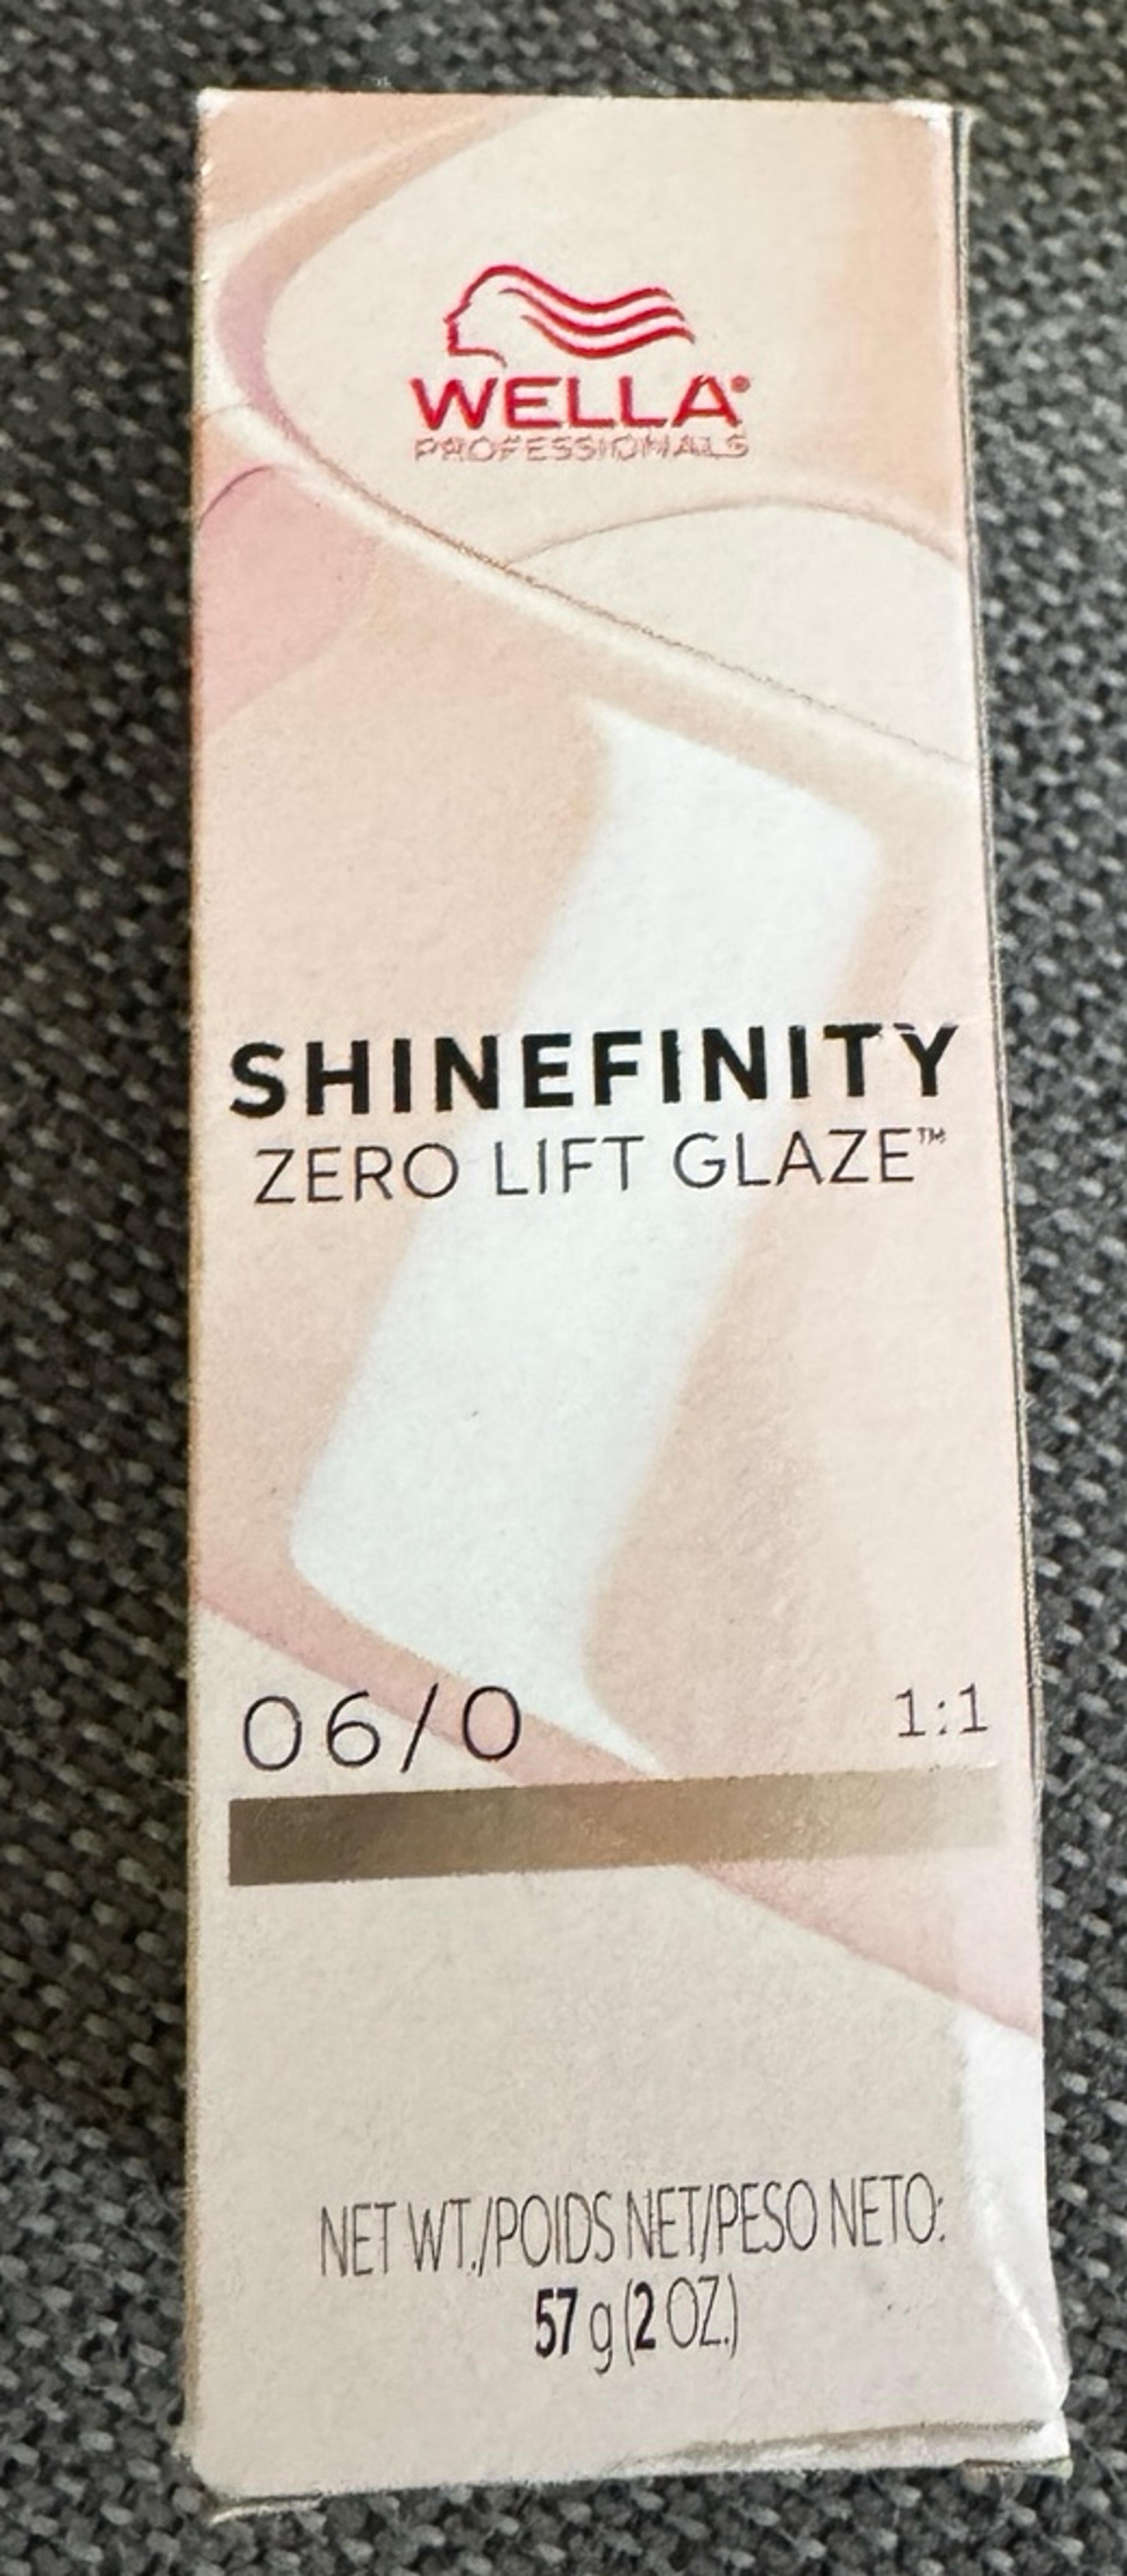 WELLA®
PROFESSIONALS
SHINEFINITY
ZERO LIFT GLAZE™
06/0 1:1
NET WT./POIDS NET/PESO NETO:
57 g (2 OZ.)